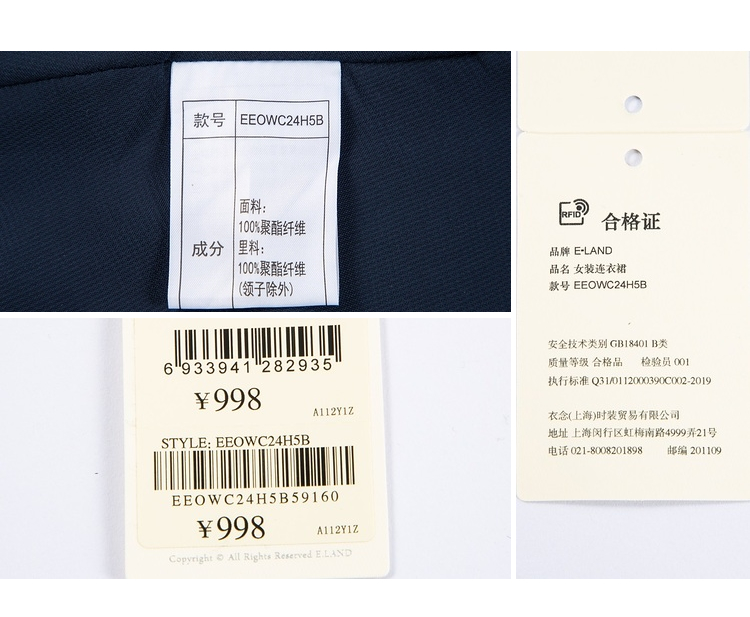 款号 EEOWC24H5B
面料：
100%聚酯纤维
成分 里料：
100%聚酯纤维
(领子除外)
6 933941 282935
¥998
A112Y1Z
STYLE: EEOWC24H5B
EEOWC24H5B59160
¥998
A112Y1Z
Copyright © All Rights Reserved E.LAND
RFID 合格证
品牌 E•LAND
品名 女装连衣裙
款号 EEOWC24H5B
安全技术类别 GB18401 B类
质量等级 合格品 检验员 001
执行标准 Q31/0112000390C002-2019
衣念(上海)时装贸易有限公司
地址 上海闵行区虹梅南路4999弄21号
电话 021-8008201898 邮编 201109